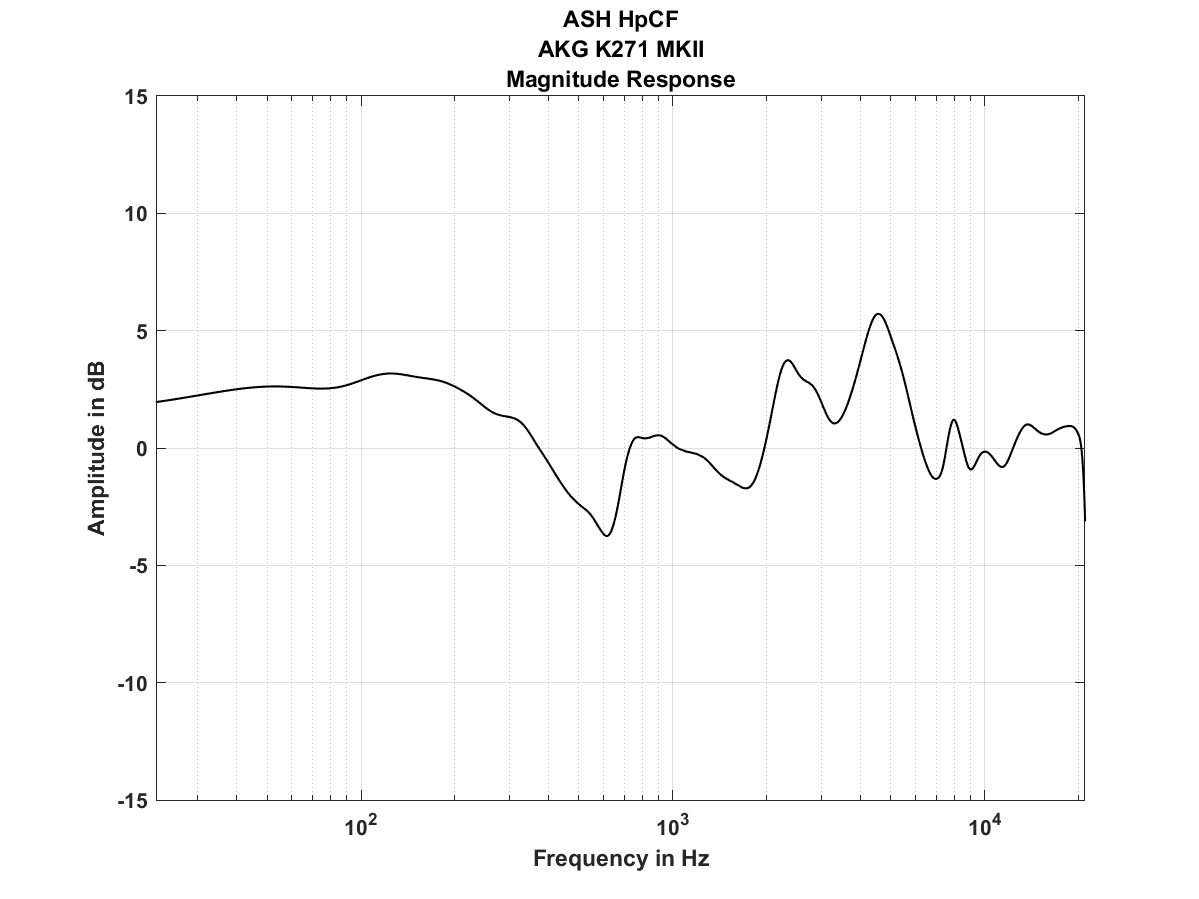 ASH HpCF
AKG K271 MKII
Magnitude Response
15
10
5
0
-5
-10
-15
Amplitude in dB
10²
10³
10⁴
Frequency in Hz